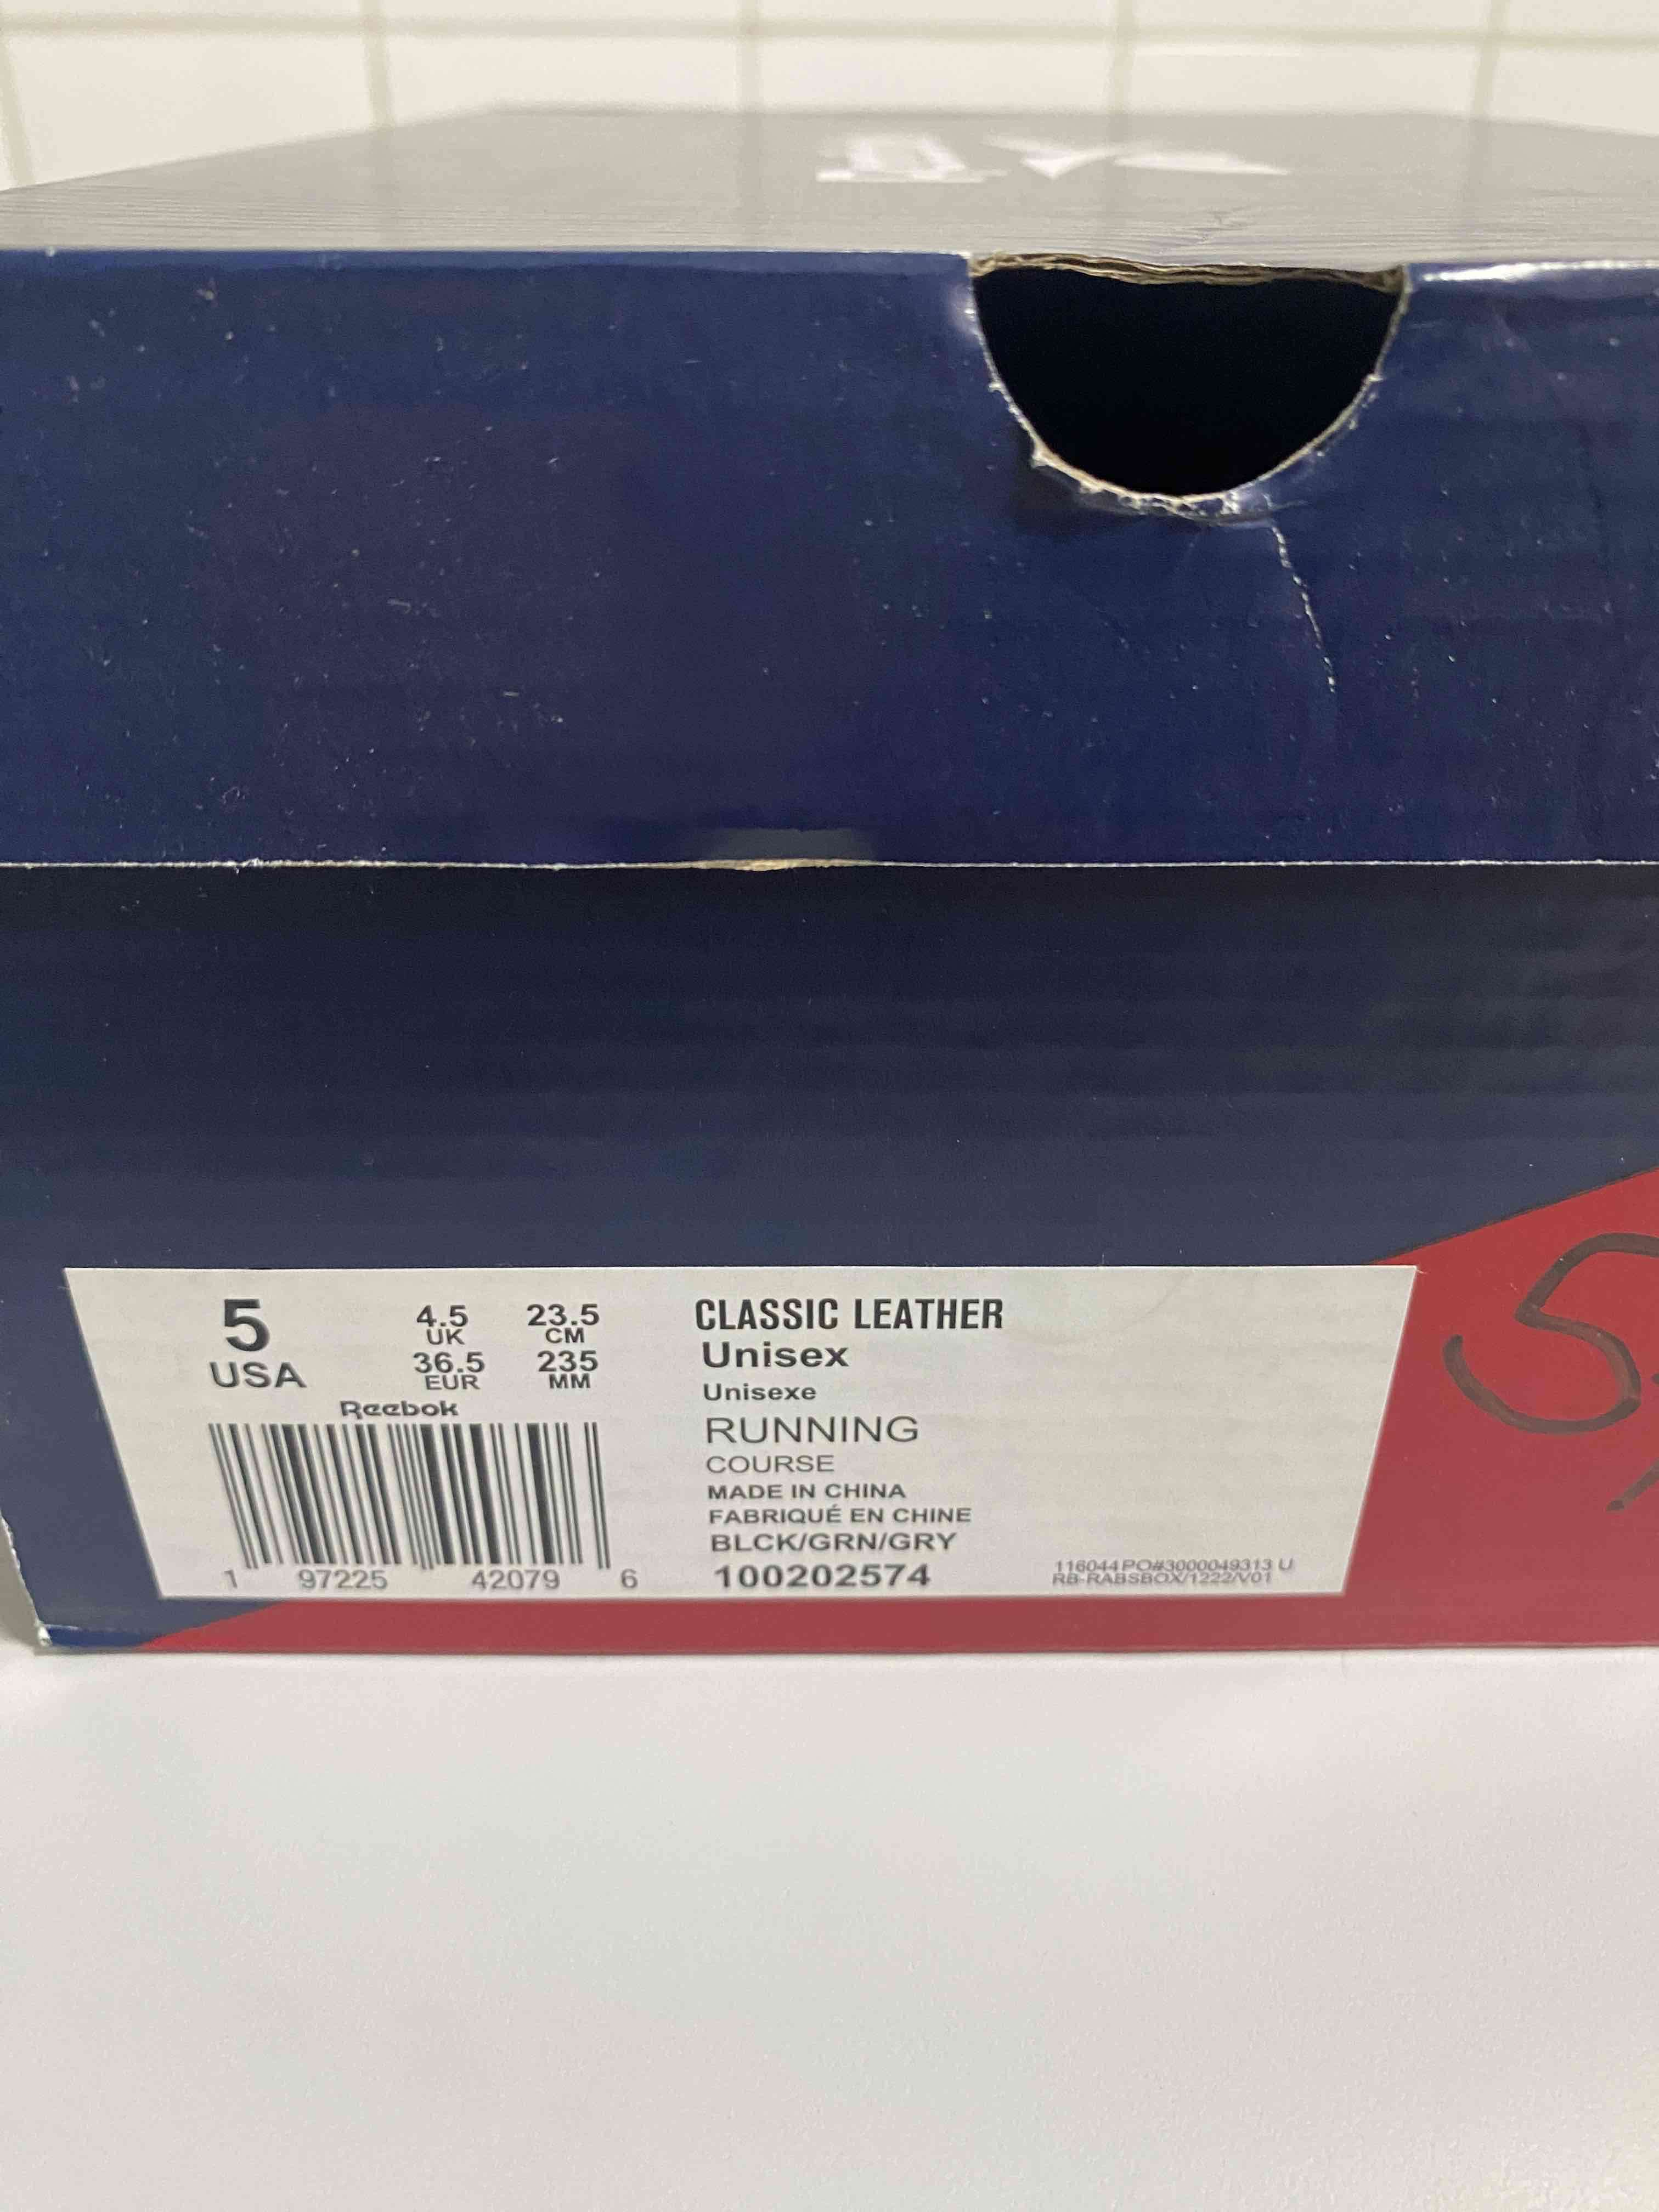 5
USA
4.5
UK
36.5
EUR
23.5
CM
235
MM
Reebok
1 97225 42079 6
CLASSIC LEATHER
Unisex
Unisexe
RUNNING
COURSE
MADE IN CHINA
FABRIQUÉ EN CHINE
BLCK/GRN/GRY
100202574
116044 PO#3000049313 U
RB-RABSBOX/1222/V01